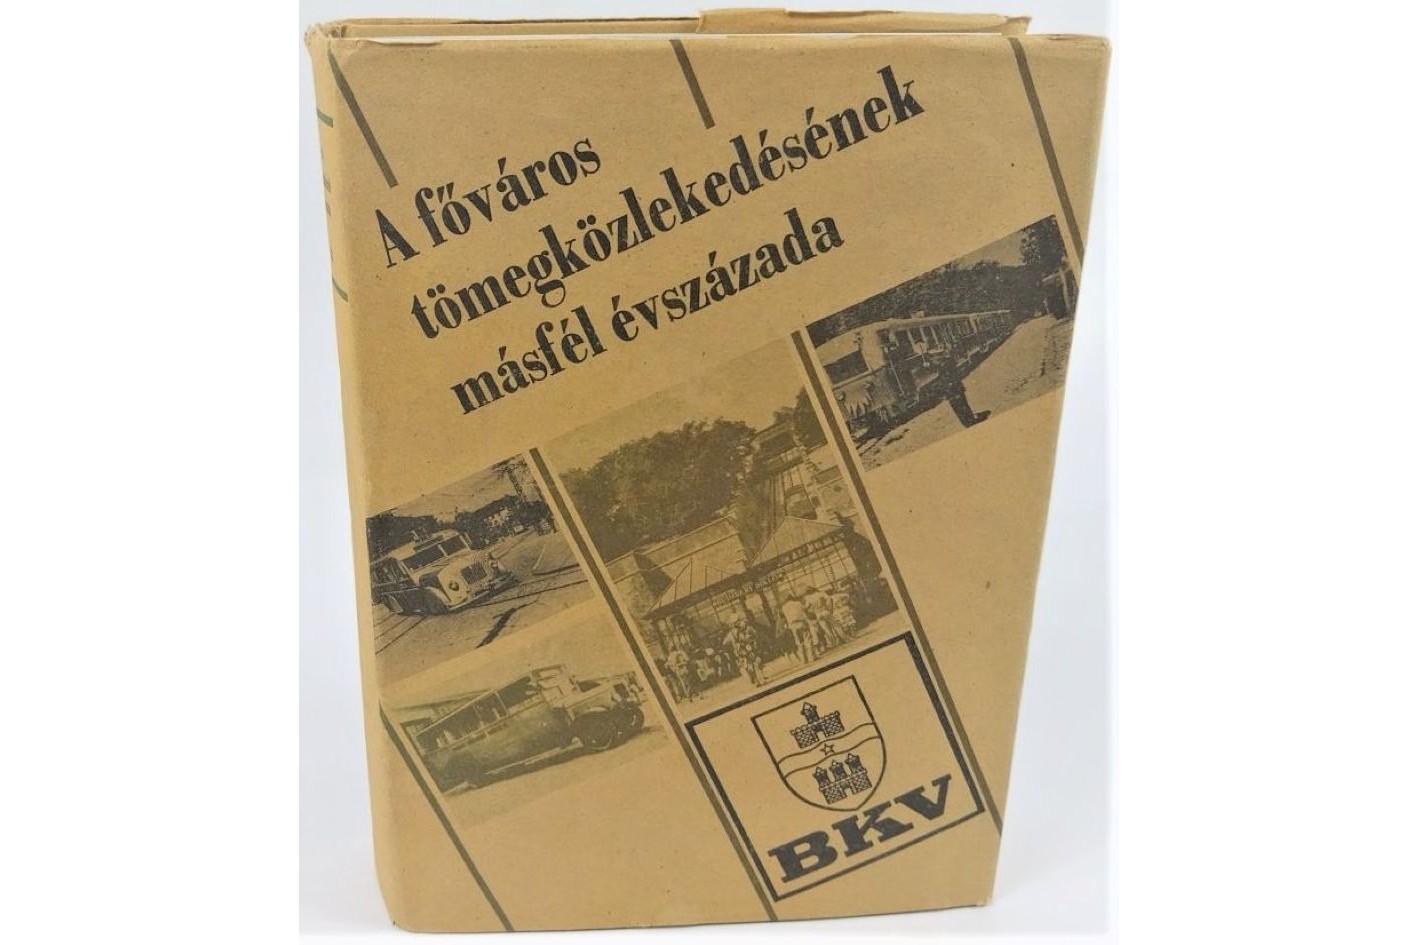 A főváros
tömegközlekedésének
másfél évszázada
BKV